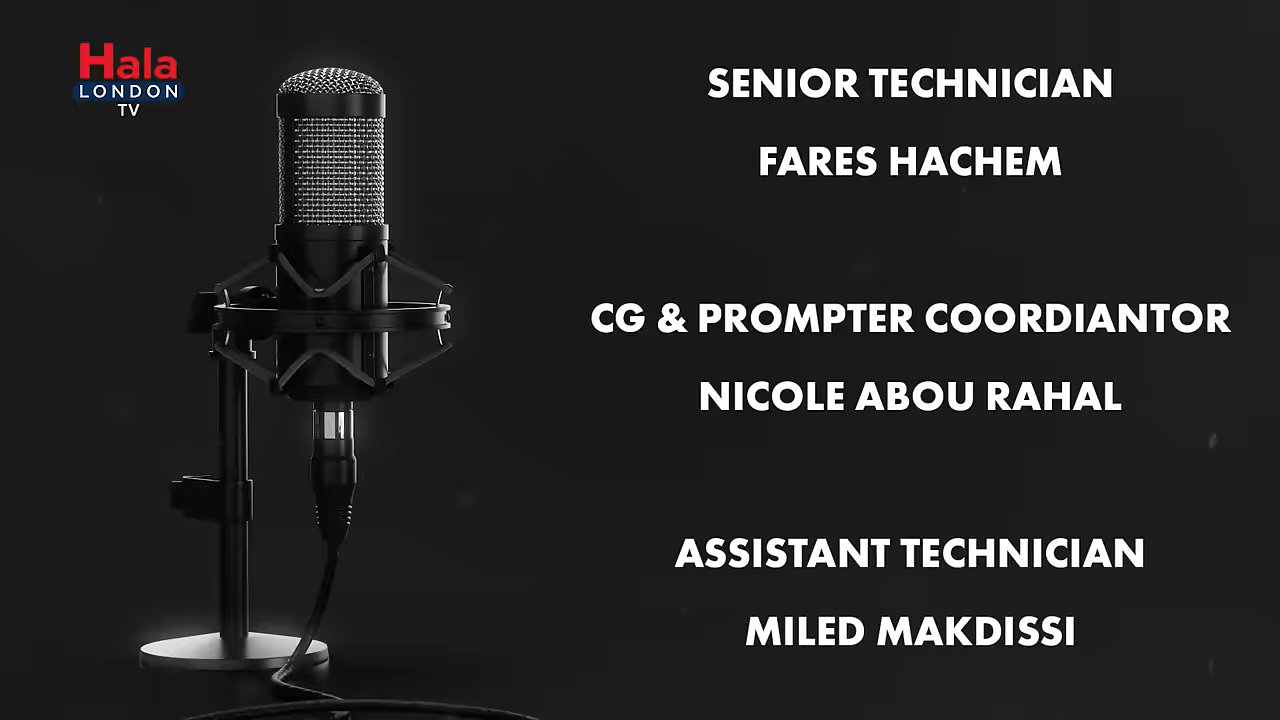 Hala
LONDON
TV
SENIOR TECHNICIAN
FARES HACHEM
CG & PROMPTER COORDIANTOR
NICOLE ABOU RAHAL
ASSISTANT TECHNICIAN
MILED MAKDISSI